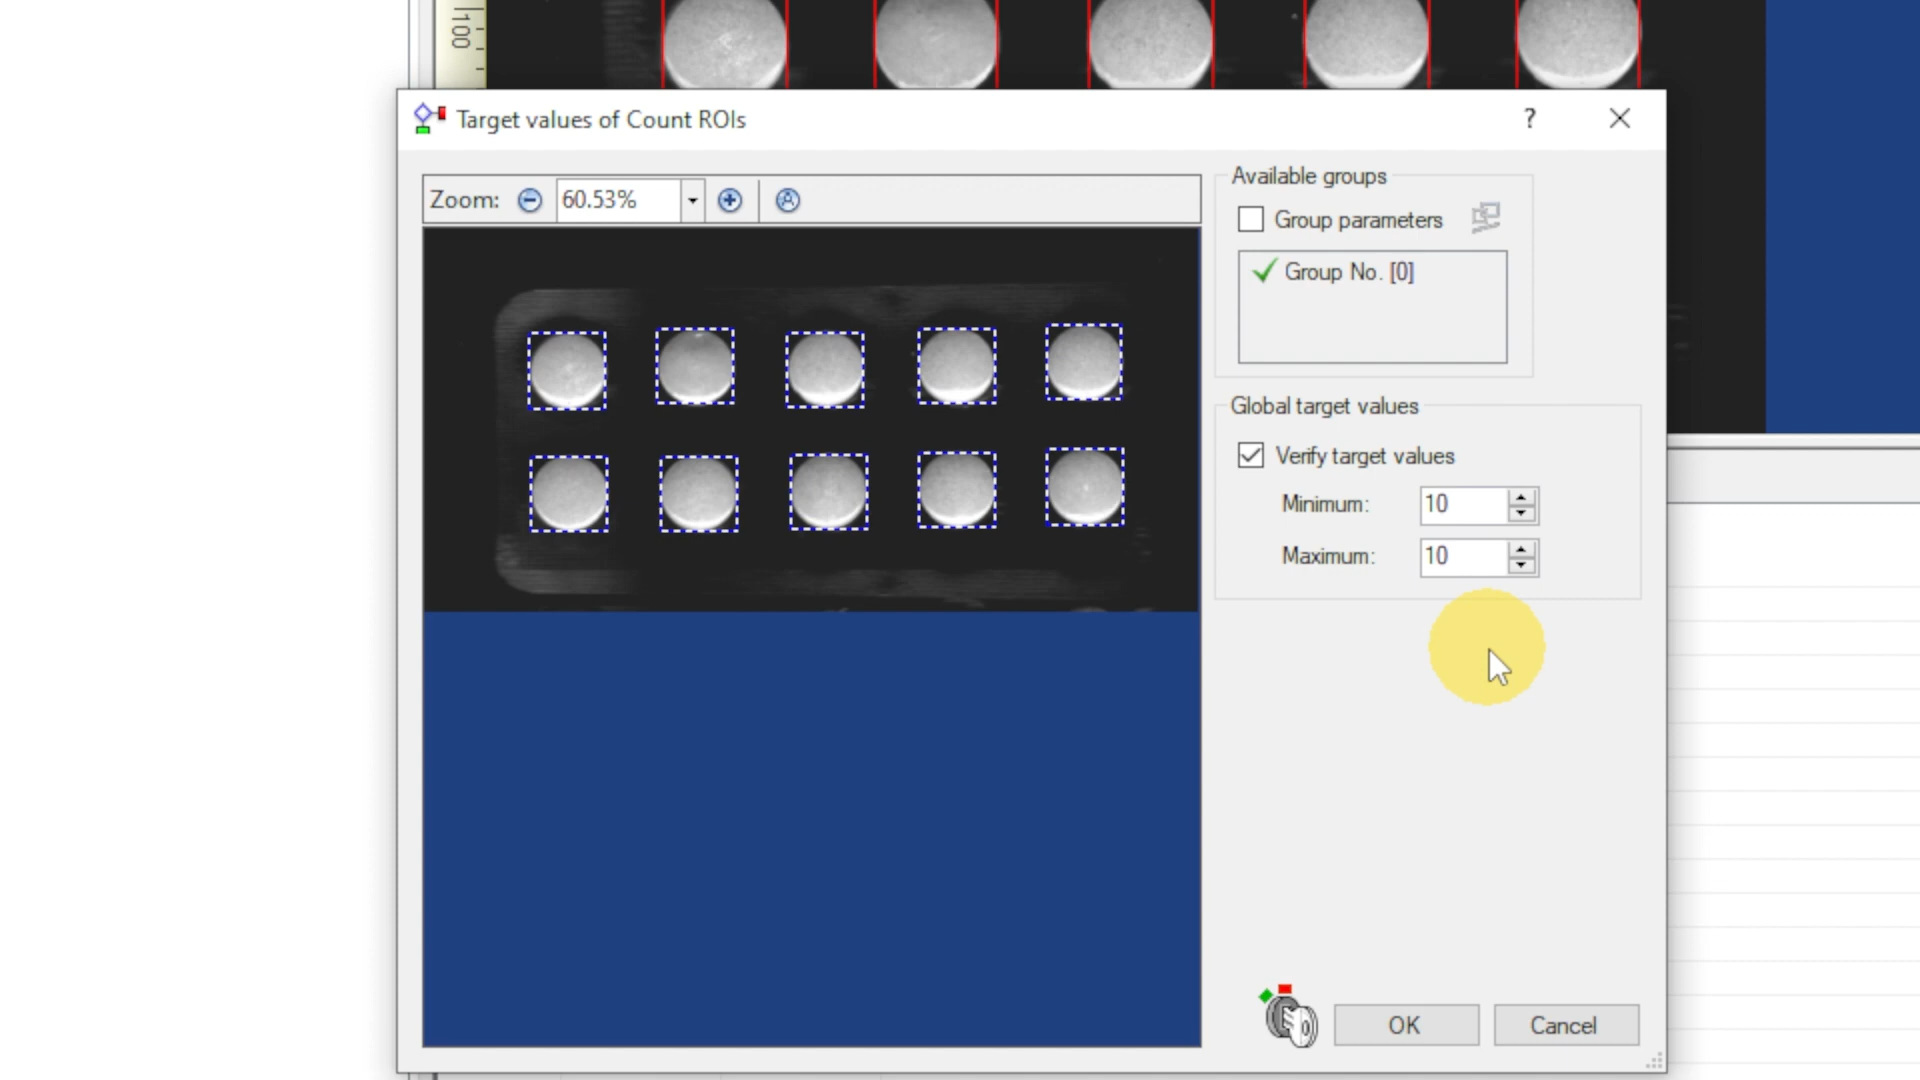 100
Target values of Count ROIs
?
Zoom:
60.53%
Available groups
Group parameters
Group No. [0]
Global target values
Verify target values
Minimum: 10
Maximum: 10
OK
Cancel